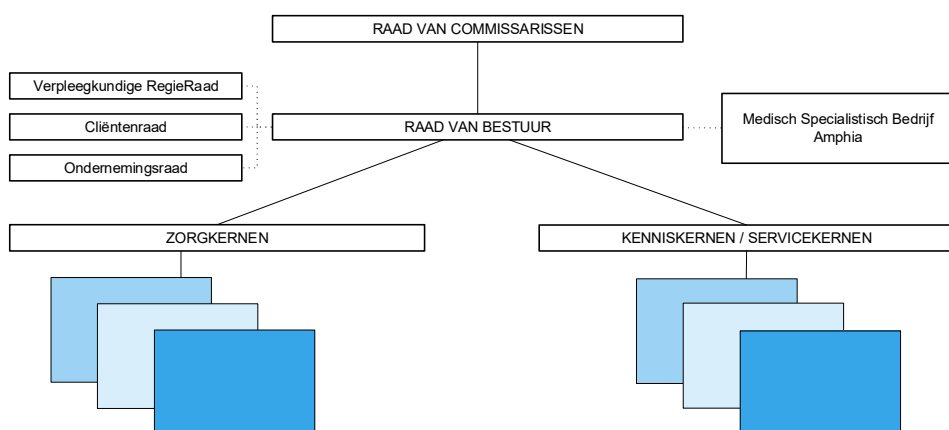 RAAD VAN COMMISSARISSEN
Verpleegkundige RegieRaad
Cliëntenraad
Ondernemingsraad
RAAD VAN BESTUUR
Medisch Specialistisch Bedrijf
Amphia
ZORGKERNEN
KENNISKERNEN / SERVICEKERNEN